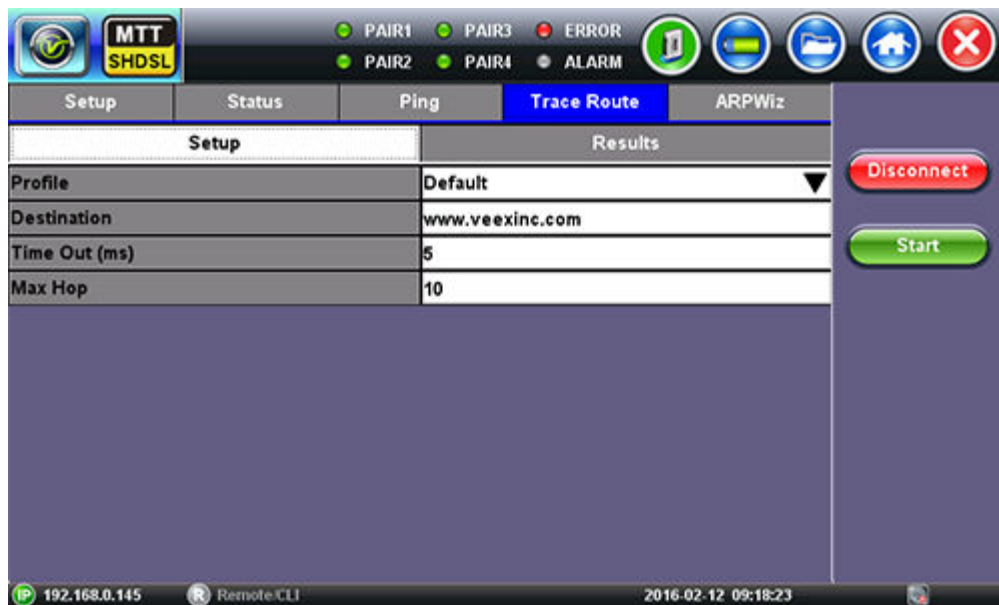 MTT
SHDSL
PAIR1 PAIR3 ERROR
PAIR2 PAIR4 ALARM
Setup Status Ping Trace Route ARPWiz
Setup Results
Profile Default
Destination www.veexinc.com
Time Out (ms) 5
Max Hop 10
Disconnect
Start
IP 192.168.0.145 R Remote/CLI 2016-02-12 09:18:23